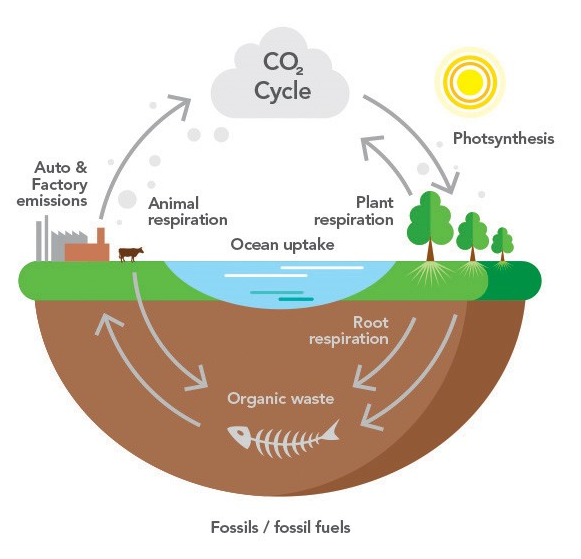 CO₂
Cycle
Photsynthesis
Auto &
Factory
emissions
Animal
respiration
Plant
respiration
Ocean uptake
Root
respiration
Organic waste
Fossils / fossil fuels